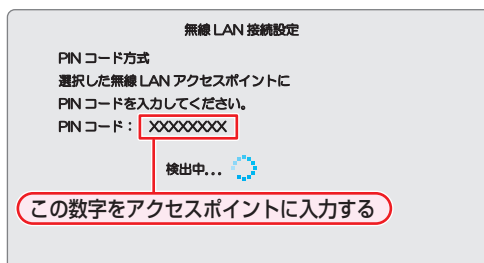 無線 LAN 接続設定
PIN コード方式
選択した無線 LAN アクセスポイントに
PIN コードを入力してください。
PIN コード： XXXXXXXX
検出中...
この数字をアクセスポイントに入力する